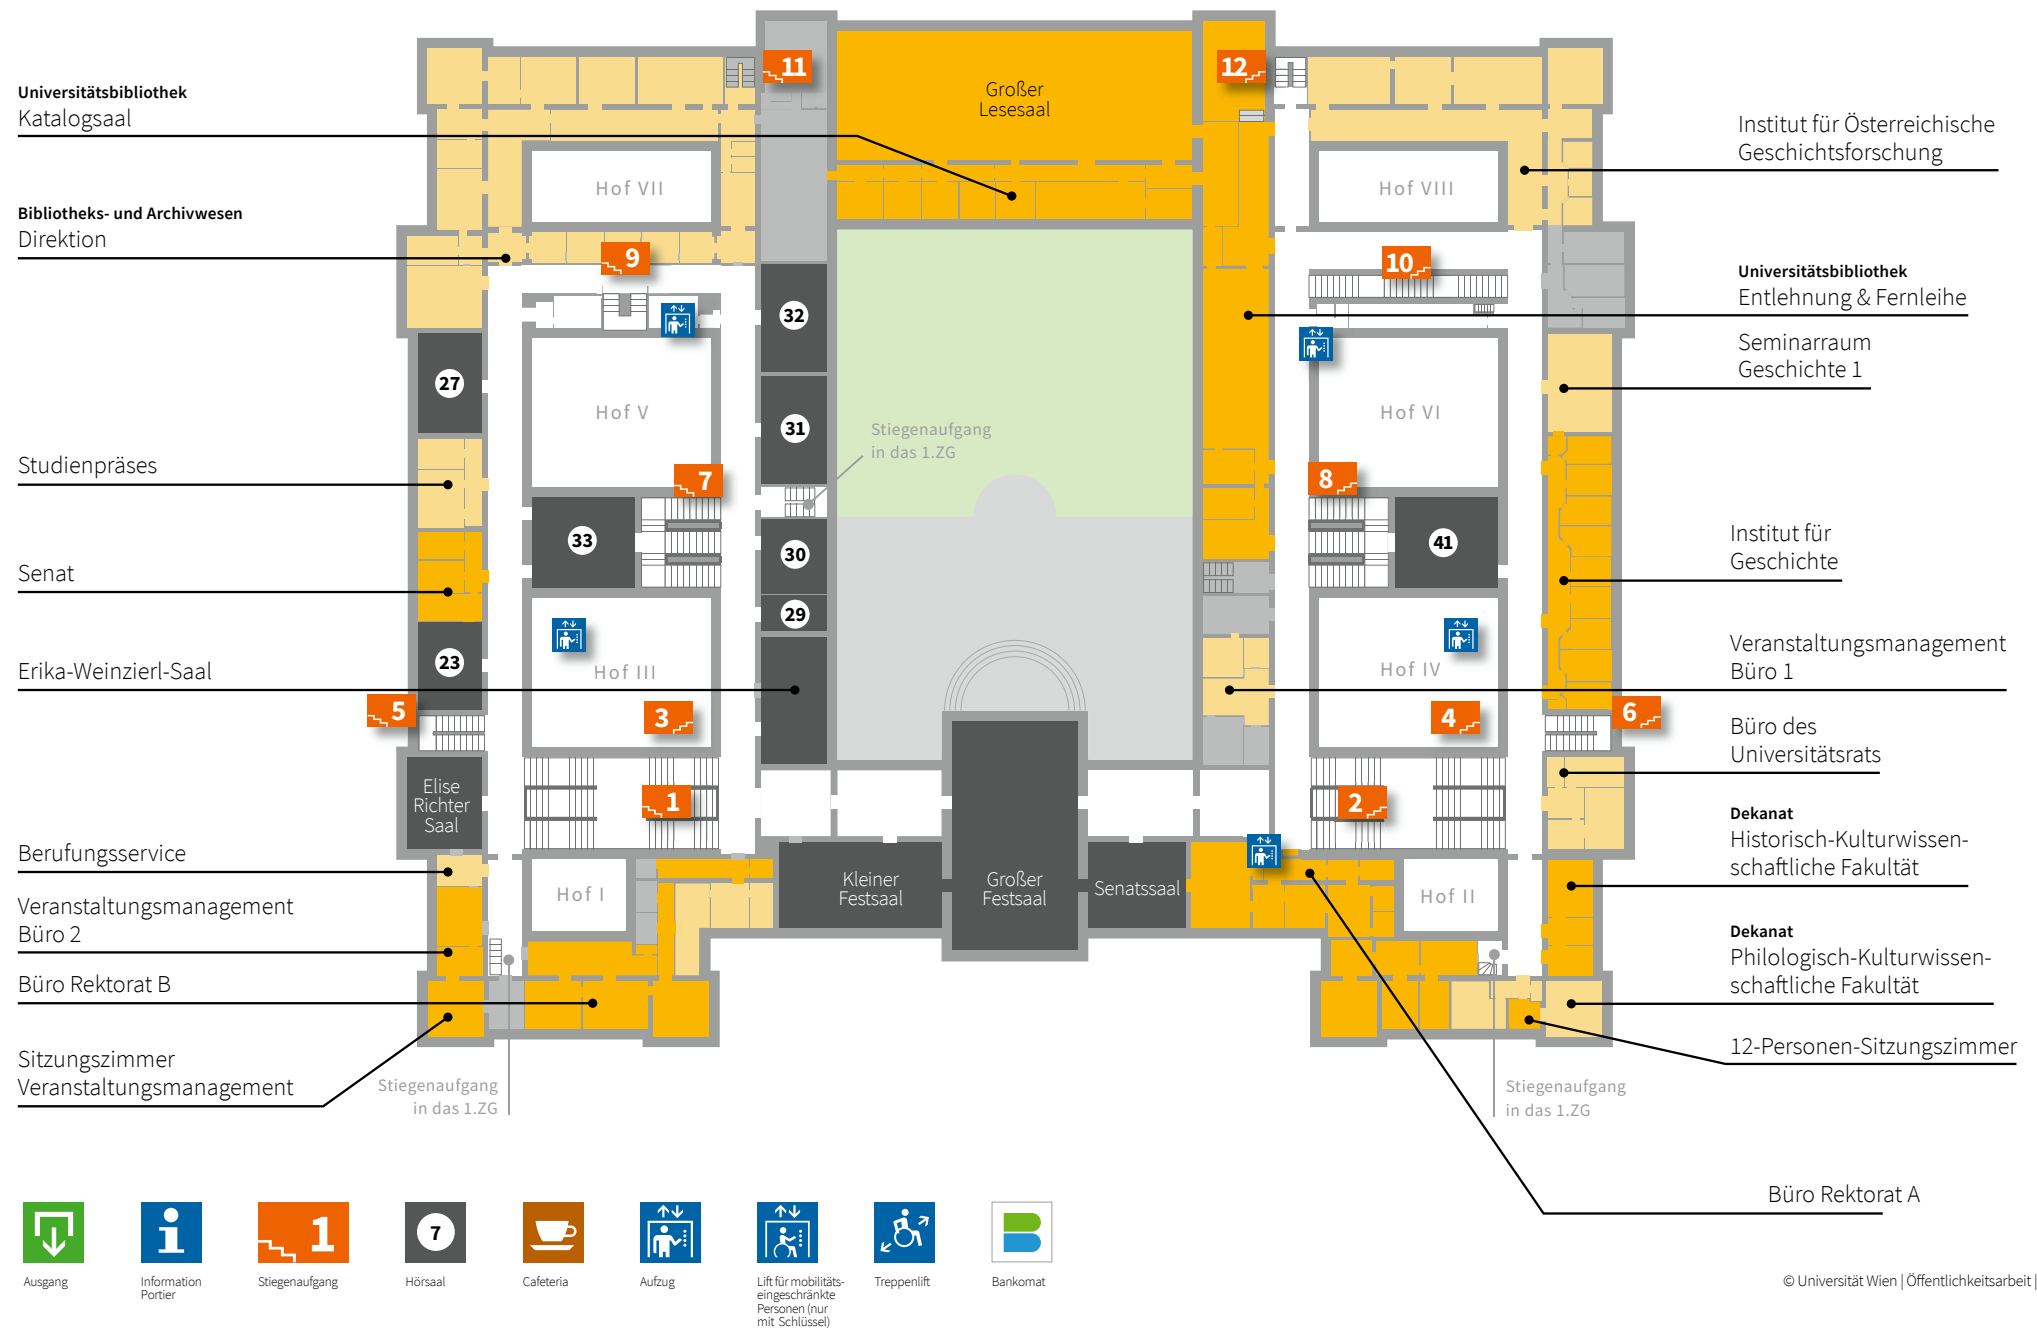 Universitätsbibliothek
Katalogsaal
Bibliotheks- und Archivwesen
Direktion
Studienpräses
Senat
Erika-Weinzierl-Saal
Berufungsservice
Veranstaltungsmanagement
Büro 2
Büro Rektorat B
Sitzungszimmer
Veranstaltungsmanagement
11
12
Großer
Lesesaal
Hof VII
Hof VIII
9
10
32
27
Hof V
31
Hof VI
Stiegenaufgang
in das 1.ZG
7
8
33
30
41
29
23
Hof III
Hof IV
5
3
4
6
Elise
Richter
Saal
1
2
Hof I
Kleiner
Festsaal
Großer
Festsaal
Senatssaal
Hof II
Stiegenaufgang
in das 1.ZG
Stiegenaufgang
in das 1.ZG
Institut für Österreichische
Geschichtsforschung
Universitätsbibliothek
Entlehnung & Fernleihe
Seminarraum
Geschichte 1
Institut für
Geschichte
Veranstaltungsmanagement
Büro 1
Büro des
Universitätsrats
Dekanat
Historisch-Kulturwissen-
schaftliche Fakultät
Dekanat
Philologisch-Kulturwissen-
schaftliche Fakultät
12-Personen-Sitzungszimmer
Büro Rektorat A
1
7
Ausgang
Information
Portier
Stiegenaufgang
Hörsaal
Cafeteria
Aufzug
Lift für mobilitäts-
eingeschränkte
Personen (nur
mit Schlüssel)
Treppenlift
Bankomat
© Universität Wien | Öffentlichkeitsarbeit |